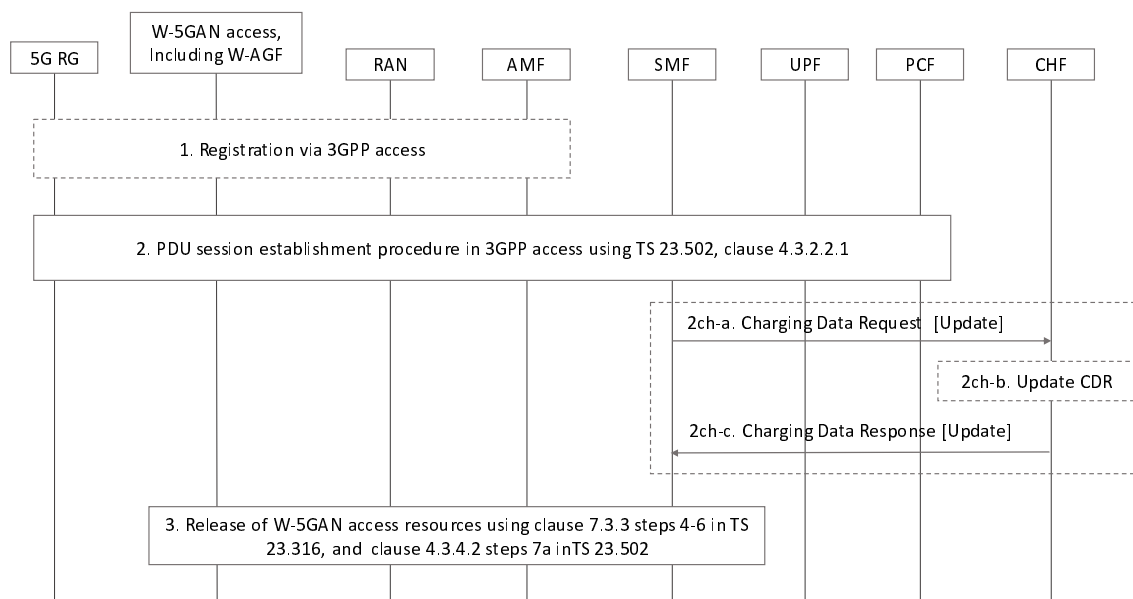 W-5GAN access,
Including W-AGF
5G RG
RAN
AMF
SMF
UPF
PCF
CHF
1. Registration via 3GPP access
2. PDU session establishment procedure in 3GPP access using TS 23.502, clause 4.3.2.2.1
2ch-a. Charging Data Request [Update]
2ch-b. Update CDR
2ch-c. Charging Data Response [Update]
3. Release of W-5GAN access resources using clause 7.3.3 steps 4-6 in TS
23.316, and clause 4.3.4.2 steps 7a inTS 23.502